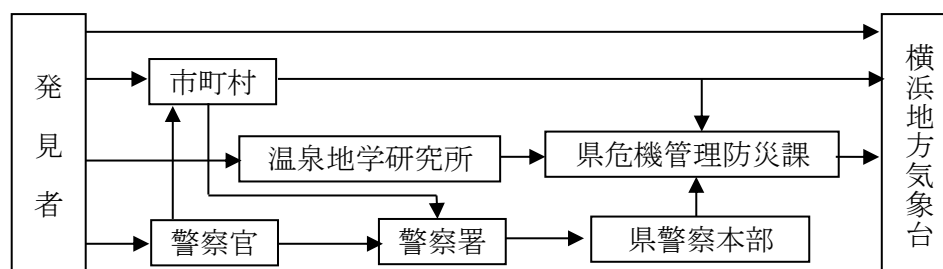 発見者
市町村
温泉地学研究所
県危機管理防災課
警察官
警察署
県警察本部
横浜地方気象台